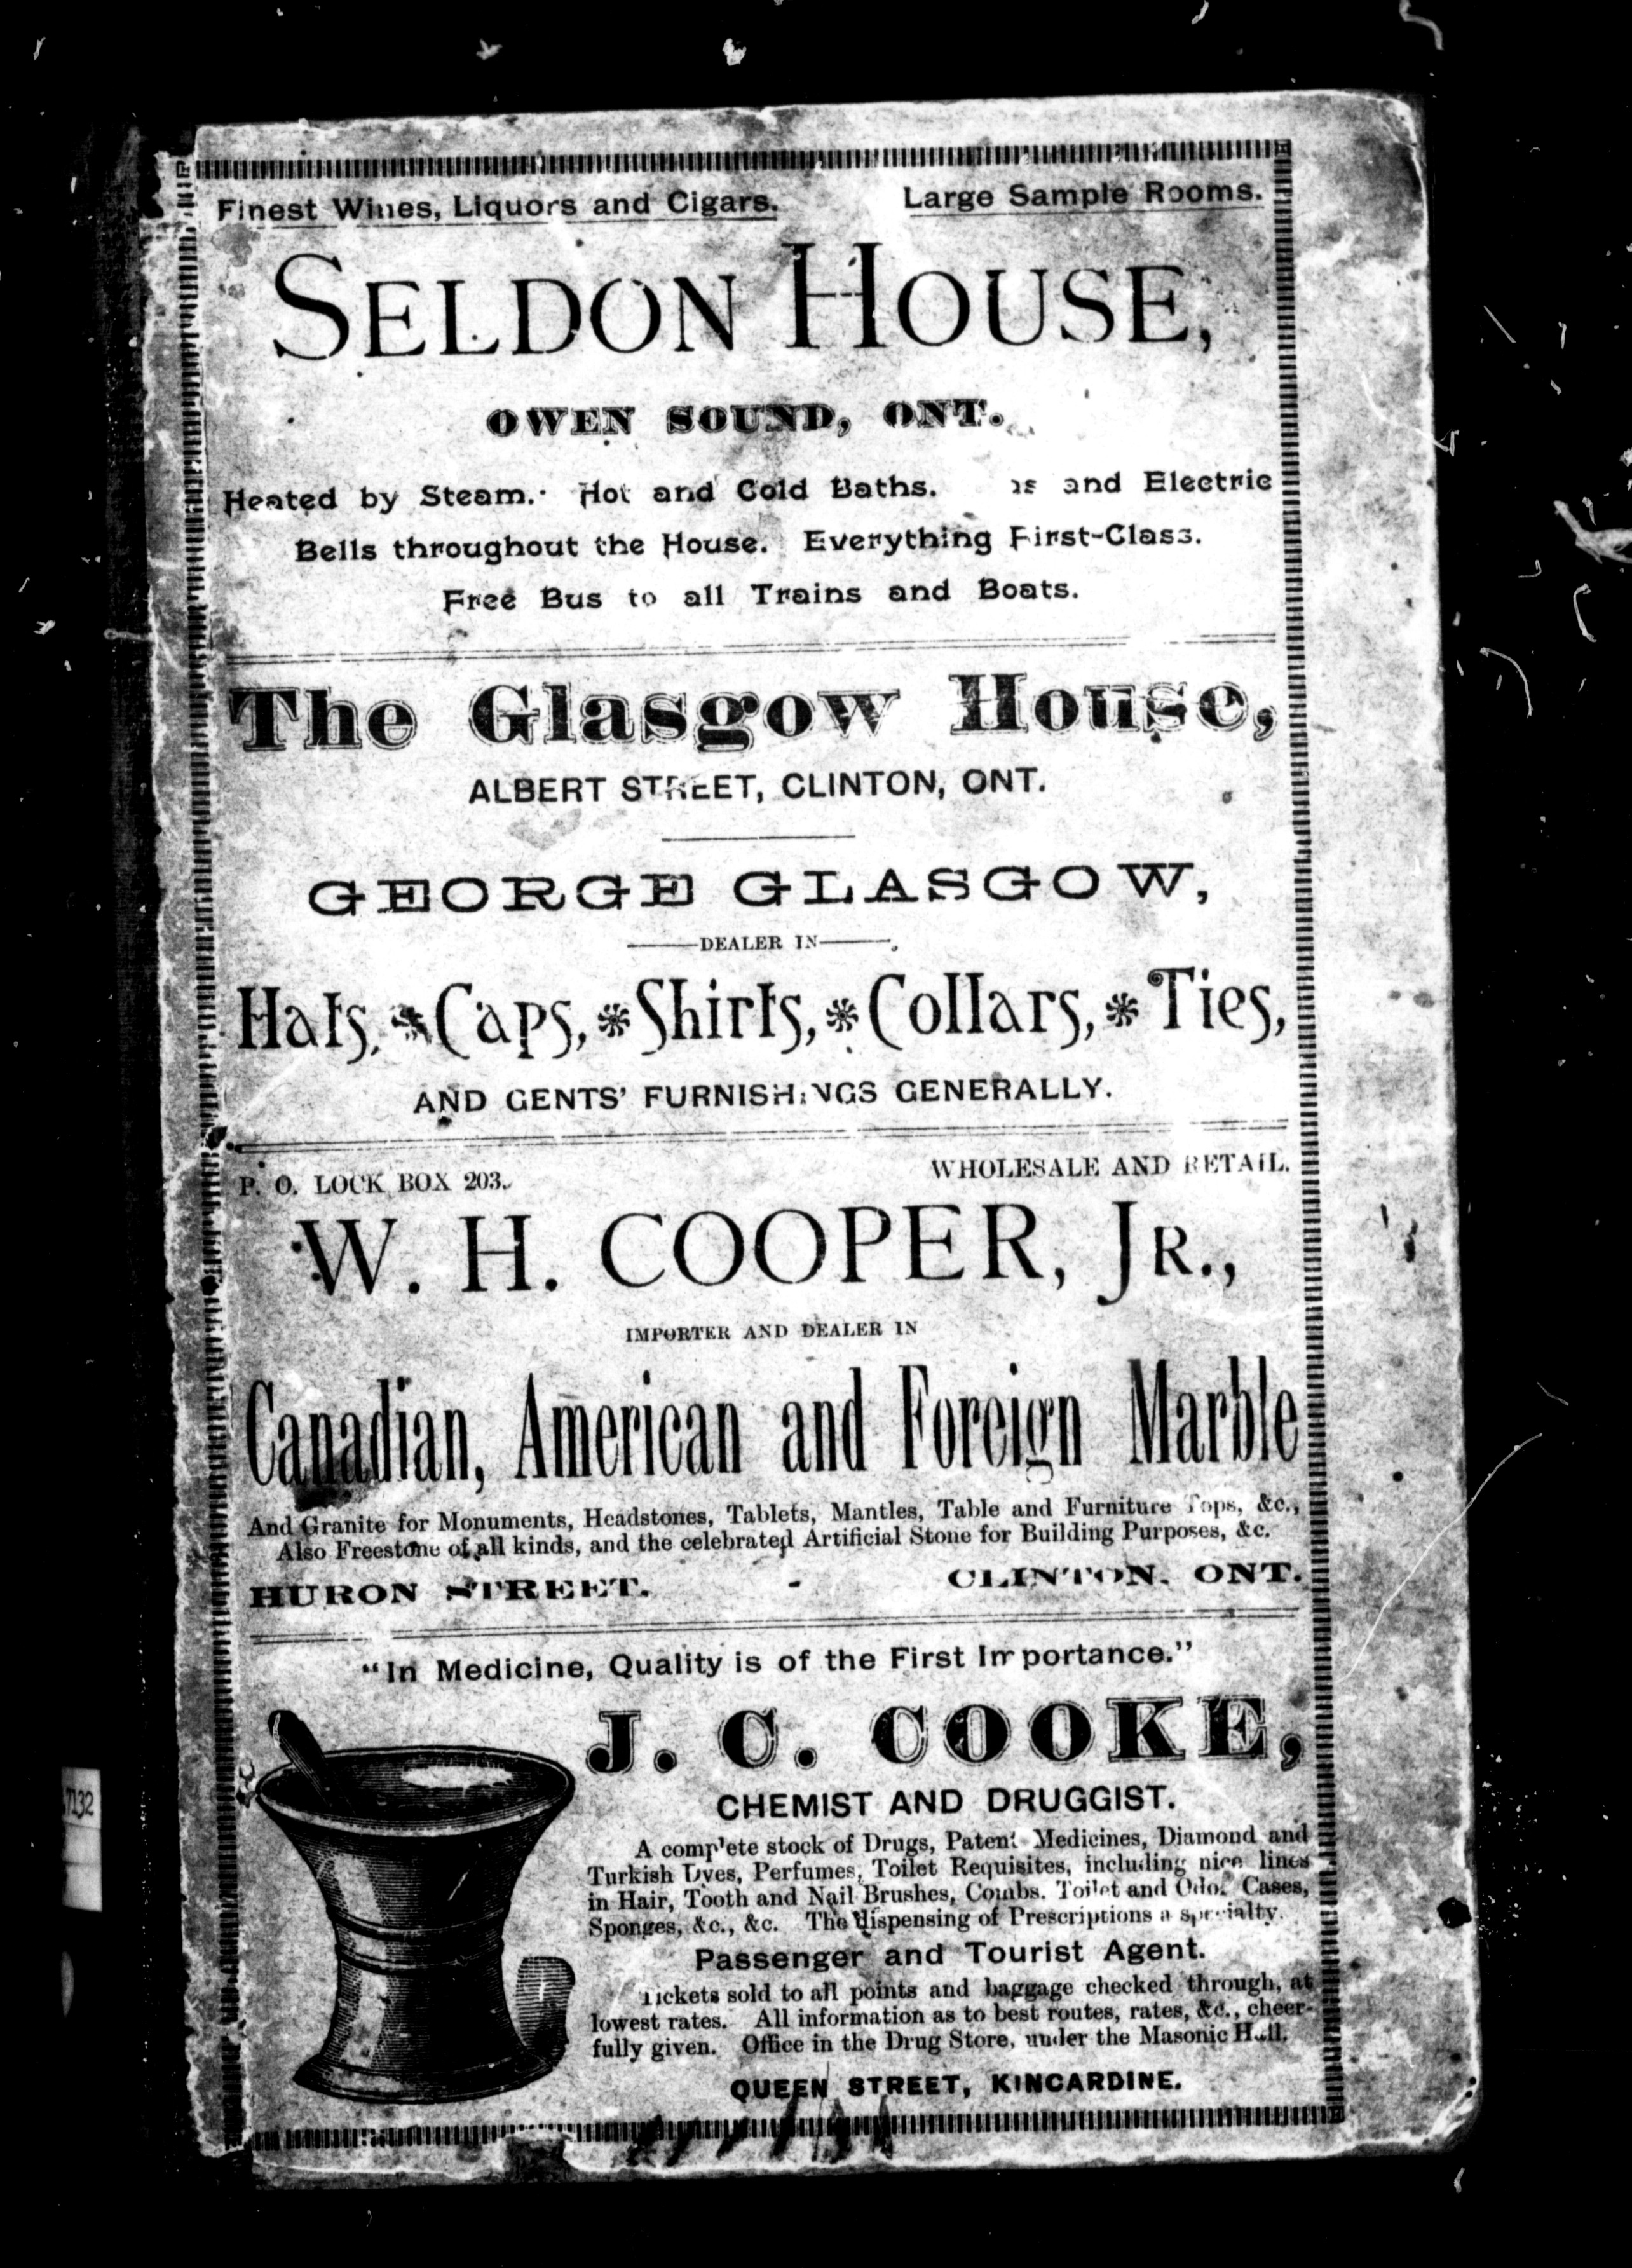 Finest Wines, Liquors and Cigars. Large Sample Rooms.
SELDON HOUSE,
OWEN SOUND, ONT.
Heated by Steam. Hot and Cold Baths. and Electric
Bells throughout the House. Everything First-Class.
Free Bus to all Trains and Boats.
The Glasgow House,
ALBERT STREET, CLINTON, ONT.
GEORGE GLASGOW,
DEALER IN
Hats, Caps, Shirts, Collars, Ties,
AND GENTS' FURNISHINGS GENERALLY.
P. O. LOCK BOX 203. WHOLESALE AND RETAIL.
W. H. COOPER, JR.,
IMPORTER AND DEALER IN
Canadian, American and Foreign Marble
And Granite for Monuments, Headstones, Tablets, Mantles, Table and Furniture Tops, &c.,
Also Freestone of all kinds, and the celebrated Artificial Stone for Building Purposes, &c.
HURON STREET. - CLINTON. ONT.
"In Medicine, Quality is of the First Importance."
J. C. COOKE,
CHEMIST AND DRUGGIST.
A complete stock of Drugs, Patent Medicines, Diamond and
Turkish Dyes, Perfumes, Toilet Requisites, including nice lines
in Hair, Tooth and Nail Brushes, Combs. Toilet and Odor Cases,
Sponges, &c., &c. The dispensing of Prescriptions a specialty.
Passenger and Tourist Agent.
Tickets sold to all points and baggage checked through, at
lowest rates. All information as to best routes, rates, &c., cheer-
fully given. Office in the Drug Store, under the Masonic Hall.
QUEEN STREET, KINCARDINE.
7132